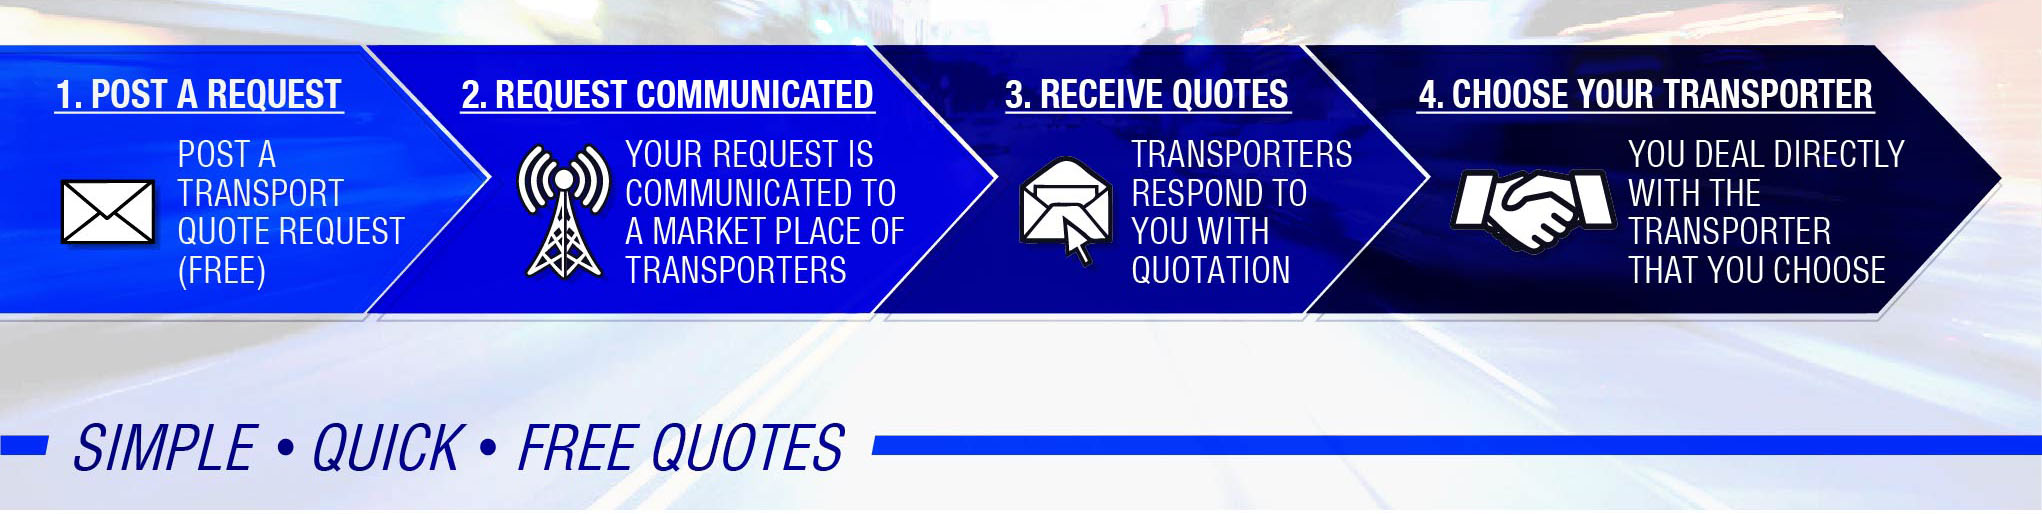 1. POST A REQUEST
POST A
TRANSPORT
QUOTE REQUEST
(FREE)
2. REQUEST COMMUNICATED
YOUR REQUEST IS
COMMUNICATED TO
A MARKET PLACE OF
TRANSPORTERS
3. RECEIVE QUOTES
TRANSPORTERS
RESPOND TO
YOU WITH
QUOTATION
4. CHOOSE YOUR TRANSPORTER
YOU DEAL DIRECTLY
WITH THE
TRANSPORTER
THAT YOU CHOOSE
SIMPLE • QUICK • FREE QUOTES